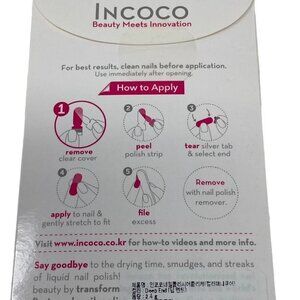 INCOCO
Beauty Meets Innovation
For best results, clean nails before application.
Use immediately after opening.
How to Apply
1
remove
clear cover
2
peel
polish strip
3
tear silver tab
& select end
4
apply to nail &
gently stretch to fit
5
file
excess
Remove
with nail polish
remover.
Visit www.incoco.co.kr for how-to videos and more info.
Say goodbye to the drying time, smudges, and streaks
of liquid nail polish!
beauty by transform